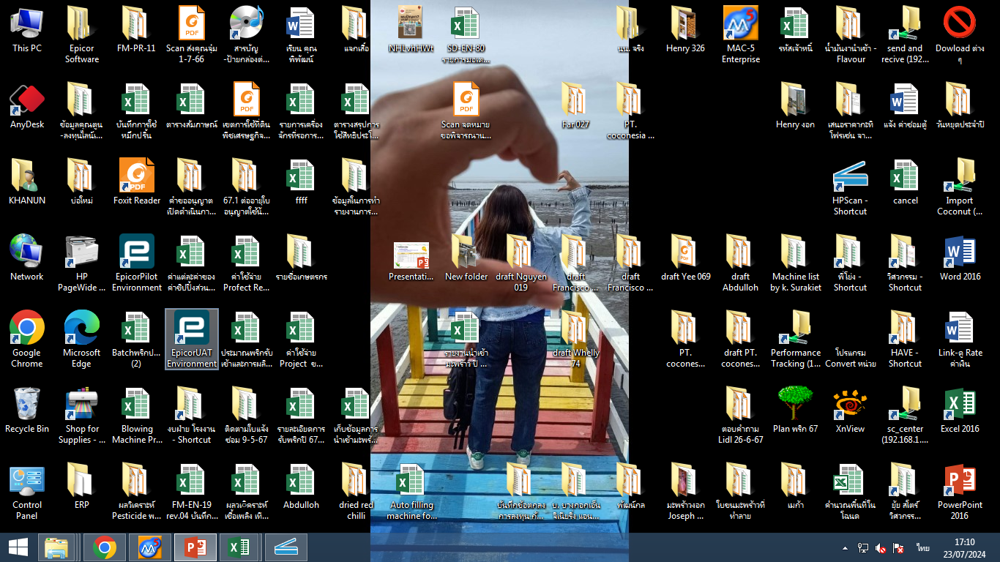 This PC
Epicor
Software
FM-PR-11
Scan ส่งคุณจุ๋ม
1-7-66
สารบัญ
-ป้ายกล่องต่...
เรียน คุณ
พิพัฒน์
แจกเสื้อ
NHLvhHWt
SD-EN-80
รายการมอเต...
นน. จริง
Henry 326
MAC-5
Enterprise
รหัสเจ้าหนี้
น้ำมันงานำเข้า -
Flavour
send and
recive (192...
Dowload ต่าง
ๆ
AnyDesk
ข้อมูลคุณตูน
-ลงทุนไลน์เ...
บันทึกการใช้
หมึกปริ้น
ตารางสัมภาษณ์
เขตการใช้ที่ดิน
พืชเศรษฐกิจ...
รายการเครื่อง
จักรที่รอการ...
ตารางสรุปการ
ใช้สิทธิประโ...
Scan จดหมาย
ขอพิจารณาน...
Far 027
PT.
coconesia ...
Henry งอก
เสนอราคากะทิ
โฟรเซ่น จา...
แจ้ง ค่าซ่อมตู้
วันหยุดประจำปี
KHANUN
บ่อใหม่
Foxit Reader
คำขออนุญาต
เปิดดำเนินกา...
67.1 ต่ออายุใบ
อนุญาตใช้น้...
ffff
ข้อมูลในการทำ
รายงานการ...
HPScan -
Shortcut
cancel
Import
Coconut (...
Network
HP
PageWide ...
EpicorPilot
Environment
ค่าแต่ละค่าของ
ค่าชิปปิ้งส่วน...
ค่าใช้จ่าย
Profect Re...
รายชื่อเกษตรกร
Presentati...
New folder
draft Nguyen
019
draft
Francisco ...
draft
Francisco ...
draft Yee 069
draft
Abdulloh
Machine list
by k. Surakiet
พี่โย่ง -
Shortcut
วิศวกรรม -
Shortcut
Word 2016
Google
Chrome
Microsoft
Edge
Batchพริกป...
(2)
EpicorUAT
Environment
ประมาณพริกรับ
เข้าและการผลิ...
ค่าใช้จ่าย
Project ข...
รายงานนำเข้า
มะพร้าว ปี ...
draft Whelly
74
PT.
cocones...
draft PT.
cocones...
Performance
Tracking (1...
โปรแกรม
Convert หน่วย
HAVE -
Shortcut
Link-ดู Rate
ค่าเงิน
Recycle Bin
Shop for
Supplies - ...
Blowing
Machine Pr...
งบฝ่าย โรงงาน
- Shortcut
ติดตามใบแจ้ง
ซ่อม 9-5-67
รายละเอียดการ
รับพริกปี 67...
เก็บข้อมูลการ
นำเข้ามะพร้...
ตอบคำถาม
Lidl 26-6-67
Plan พริก 67
XnView
sc_center
(192.168.1....
Excel 2016
Control
Panel
ERP
ผลวิเคราะห์
Pesticide พ...
FM-EN-19
rev.04 บันทึก...
ผลวเิคราะห์
เชื้อเพลิง เที...
Abdulloh
dried red
chilli
Auto filling
machine fo...
บันทึกข้อตกลง
การลงทุน กั...
บ. บางกอกเอ็น
จิเนียริ่ง แอน...
พัฒน์กล
มะพร้าวงอก
Joseph ...
ใบขนมะพร้าวที่
ทำลาย
เมก้า
คำนวณพื้นที่ใน
โฉนด
ยุ้ย สโตร์
วิศวกรร...
PowerPoint
2016
ไทย
17:10
23/07/2024